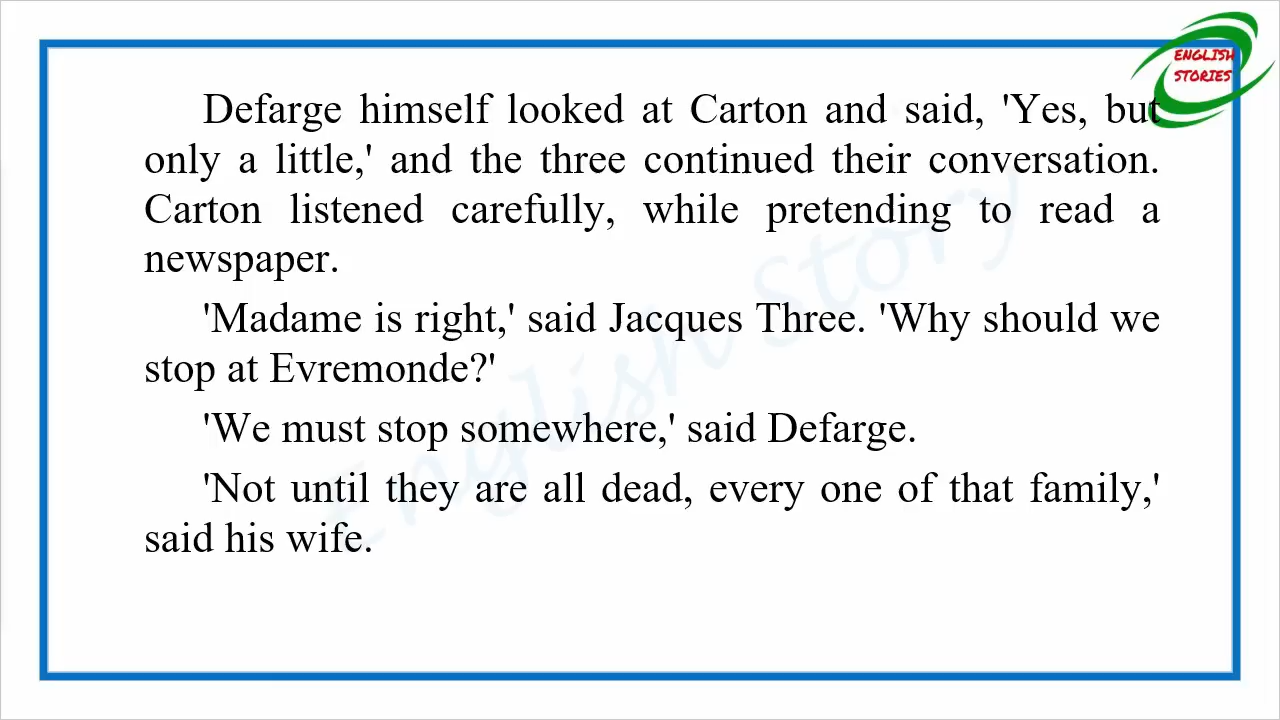 ENGLISH
STORIES
Defarge himself looked at Carton and said, 'Yes, but
only a little,' and the three continued their conversation.
Carton listened carefully, while pretending to read a
newspaper.
'Madame is right,' said Jacques Three. 'Why should we
stop at Evremonde?'
'We must stop somewhere,' said Defarge.
'Not until they are all dead, every one of that family,'
said his wife.
English Story